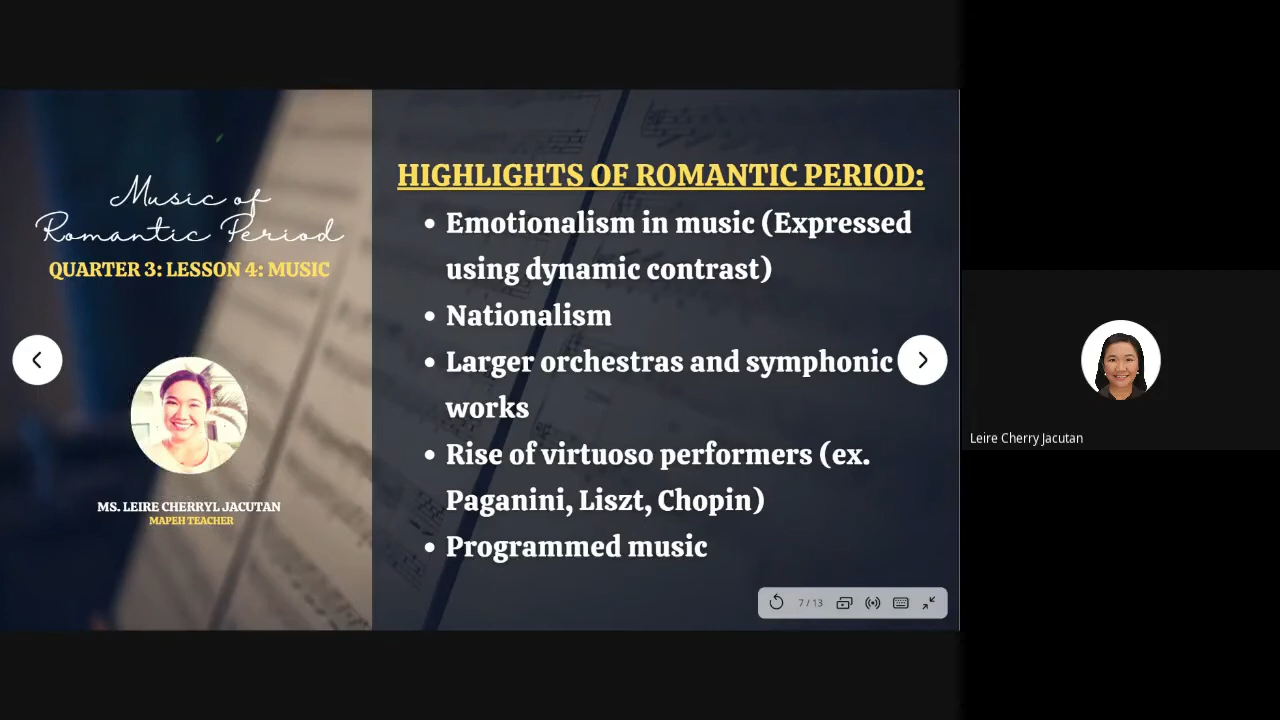 Music of
Romantic Period
QUARTER 3: LESSON 4: MUSIC
MS. LEIRE CHERRYL JACUTAN
MAPEH TEACHER
HIGHLIGHTS OF ROMANTIC PERIOD:
• Emotionalism in music (Expressed
using dynamic contrast)
• Nationalism
• Larger orchestras and symphonic
works
• Rise of virtuoso performers (ex.
Paganini, Liszt, Chopin)
• Programmed music
7 / 13
Leire Cherry Jacutan